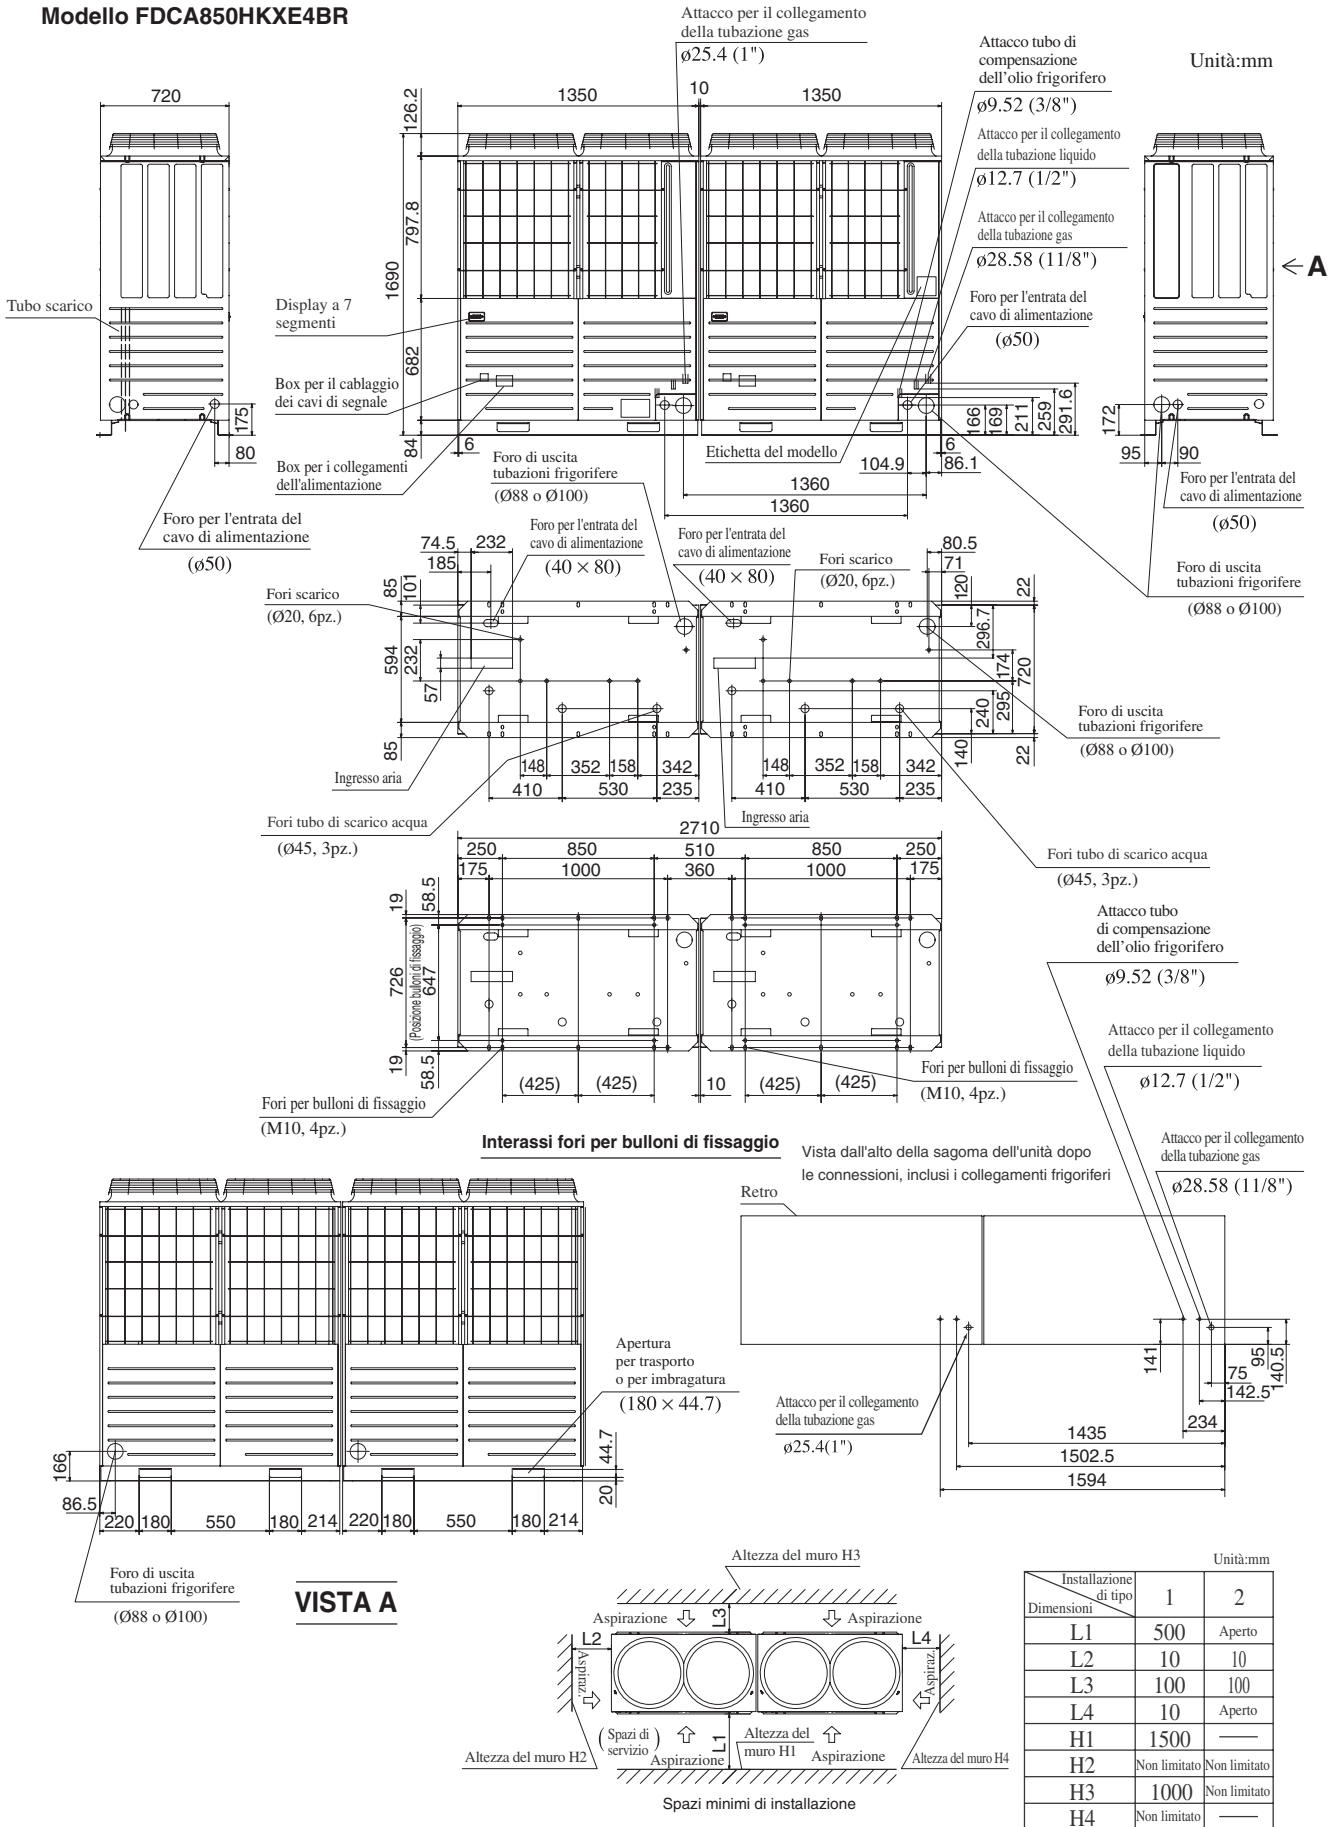 Modello FDCA850HKXE4BR
Attacco per il collegamento
della tubazione gas
ø25.4 (1")
Attacco tubo di
compensazione
dell'olio frigorifero
ø9.52 (3/8")
Unità:mm
720
126.2
1350
10
1350
Attacco per il collegamento
della tubazione liquido
ø12.7 (1/2")
Attacco per il collegamento
della tubazione gas
ø28.58 (11/8")
A
797.8
1690
682
84
Tubo scarico
Display a 7
segmenti
Box per il cablaggio
dei cavi di segnale
Box per i collegamenti
dell'alimentazione
Foro per l'entrata del
cavo di alimentazione
(ø50)
175
80
Foro per l'entrata del
cavo di alimentazione
(ø50)
6
Foro di uscita
tubazioni frigorifere
(Ø88 o Ø100)
Etichetta del modello
166
169
211
259
291.6
6
104.9
86.1
1360
1360
172
95
90
Foro per l'entrata del
cavo di alimentazione
(ø50)
Foro di uscita
tubazioni frigorifere
(Ø88 o Ø100)
74.5
232
185
Foro per l'entrata del
cavo di alimentazione
(40 × 80)
Foro per l'entrata del
cavo di alimentazione
(40 × 80)
Fori scarico
(Ø20, 6pz.)
80.5
71
120
22
Fori scarico
(Ø20, 6pz.)
85
101
594
232
57
85
296.7
174
720
295
240
140
22
Foro di uscita
tubazioni frigorifere
(Ø88 o Ø100)
Ingresso aria
148
352
158
342
148
352
158
342
410
530
235
410
530
235
Ingresso aria
Fori tubo di scarico acqua
(Ø45, 3pz.)
Fori tubo di scarico acqua
(Ø45, 3pz.)
2710
250
850
510
850
250
175
1000
360
1000
175
19
58.5
726
(Posizione bulloni di fissaggio)
647
19
58.5
(425)
(425)
10
(425)
(425)
Fori per bulloni di fissaggio
(M10, 4pz.)
Fori per bulloni di fissaggio
(M10, 4pz.)
Attacco tubo
di compensazione
dell'olio frigorifero
ø9.52 (3/8")
Attacco per il collegamento
della tubazione liquido
ø12.7 (1/2")
Attacco per il collegamento
della tubazione gas
ø28.58 (11/8")
Interassi fori per bulloni di fissaggio
Vista dall'alto della sagoma dell'unità dopo
le connessioni, inclusi i collegamenti frigoriferi
Retro
141
95
140.5
75
142.5
234
1435
1502.5
1594
Attacco per il collegamento
della tubazione gas
ø25.4(1")
Apertura
per trasporto
o per imbragatura
(180 × 44.7)
44.7
20
166
86.5
220
180
550
180
214
220
180
550
180
214
Foro di uscita
tubazioni frigorifere
(Ø88 o Ø100)
VISTA A
Altezza del muro H3
Aspirazione
L3
Aspirazione
L2
L4
Aspiraz.
Aspiraz.
(Spazi di
servizio)
L1
Altezza del
muro H1
Altezza del muro H2
Aspirazione
Aspirazione
Altezza del muro H4
Spazi minimi di installazione
Unità:mm
Installazione
di tipo
Dimensioni
1
2
L1 500 Aperto
L2 10 10
L3 100 100
L4 10 Aperto
H1 1500 ——
H2 Non limitato Non limitato
H3 1000 Non limitato
H4 Non limitato ——